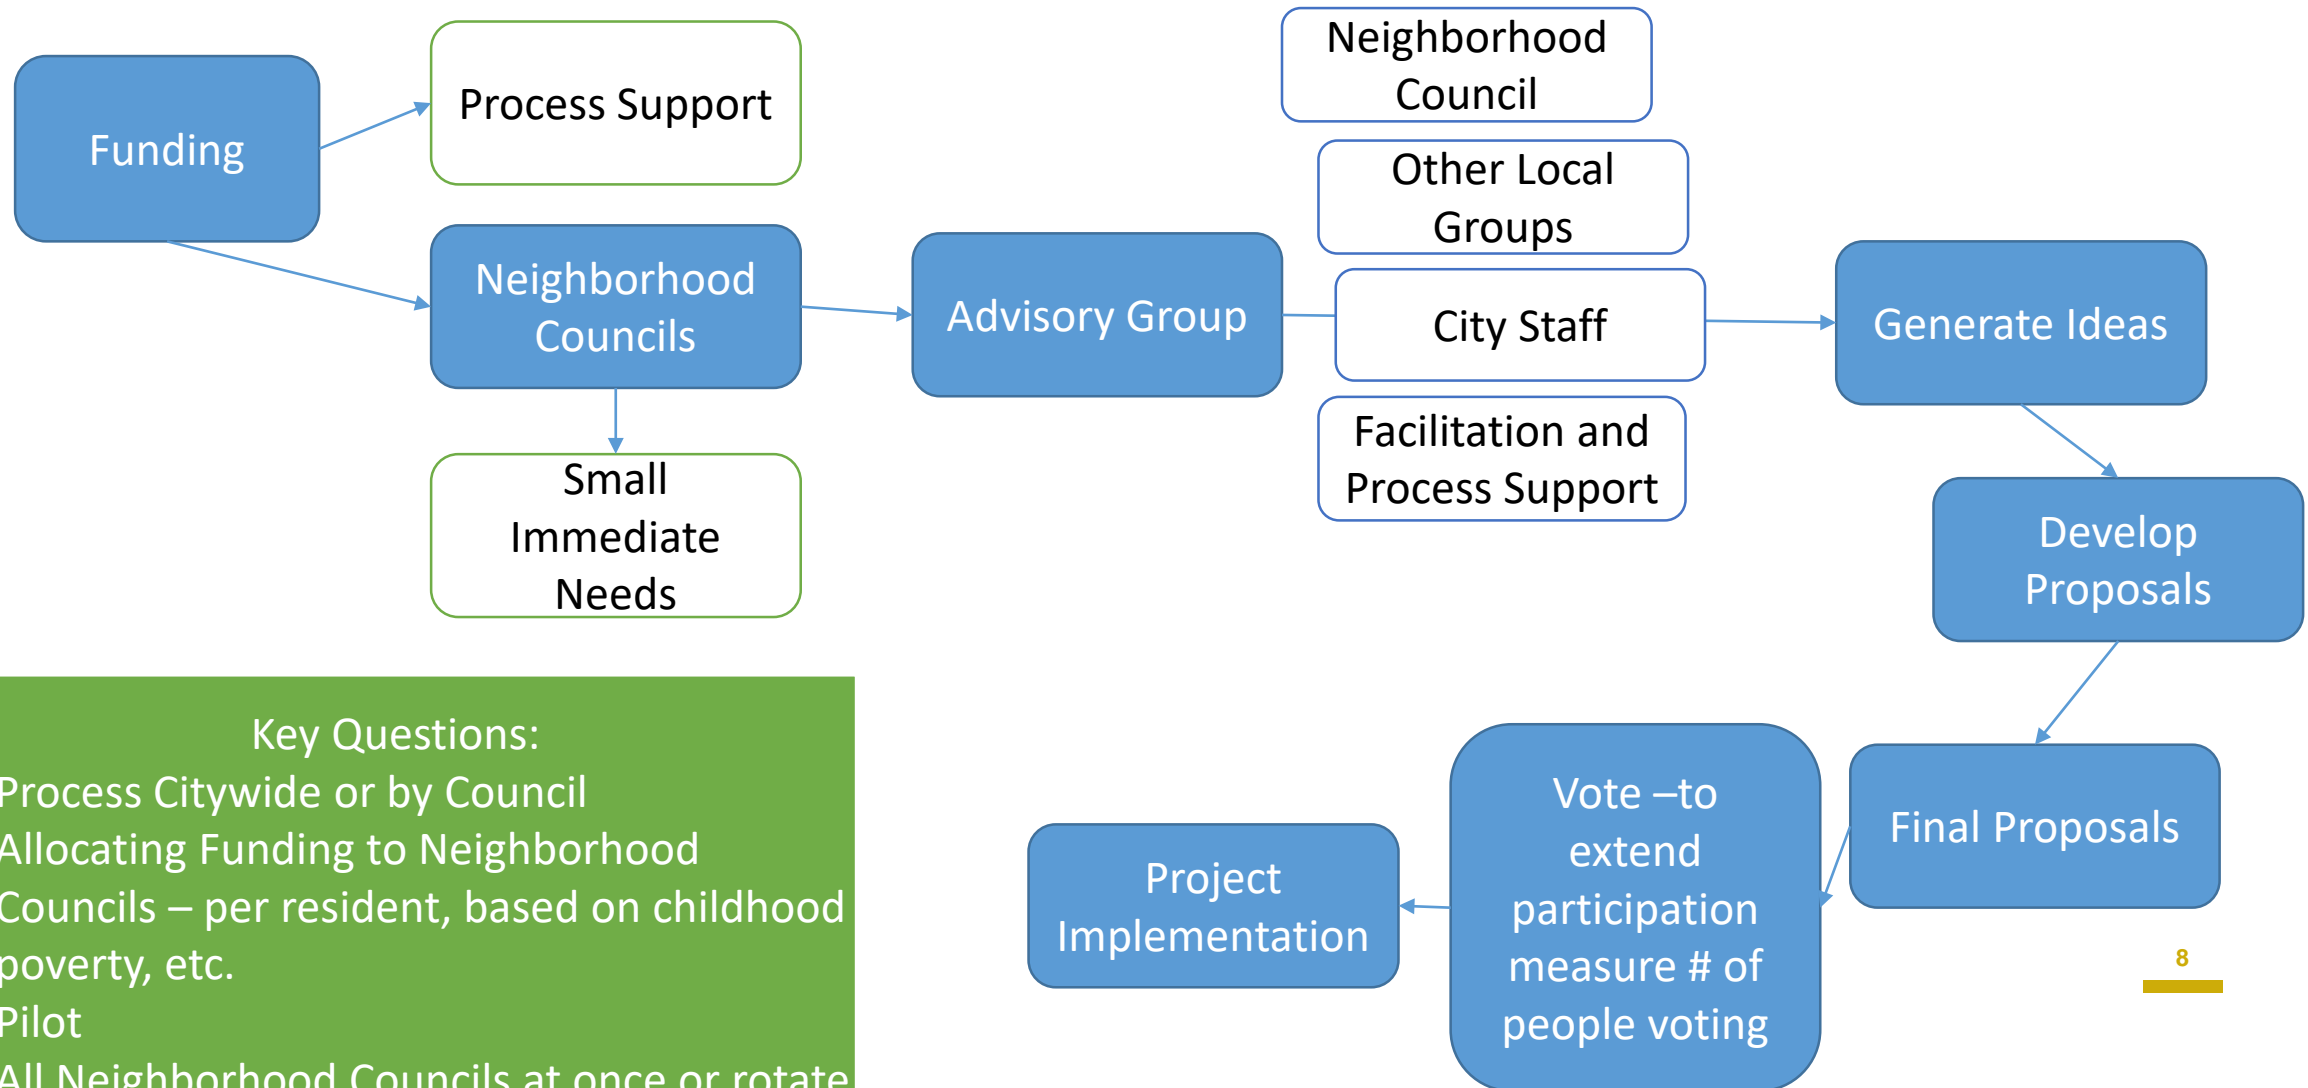 Funding
Process Support
Neighborhood
Councils
Small
Immediate
Needs
Advisory Group
Neighborhood
Council
Other Local
Groups
City Staff
Facilitation and
Process Support
Generate Ideas
Develop
Proposals
Final Proposals
Vote –to
extend
participation
measure # of
people voting
Project
Implementation
Key Questions:
Process Citywide or by Council
Allocating Funding to Neighborhood
Councils – per resident, based on childhood
poverty, etc.
Pilot
All Neighborhood Councils at once or rotate
8